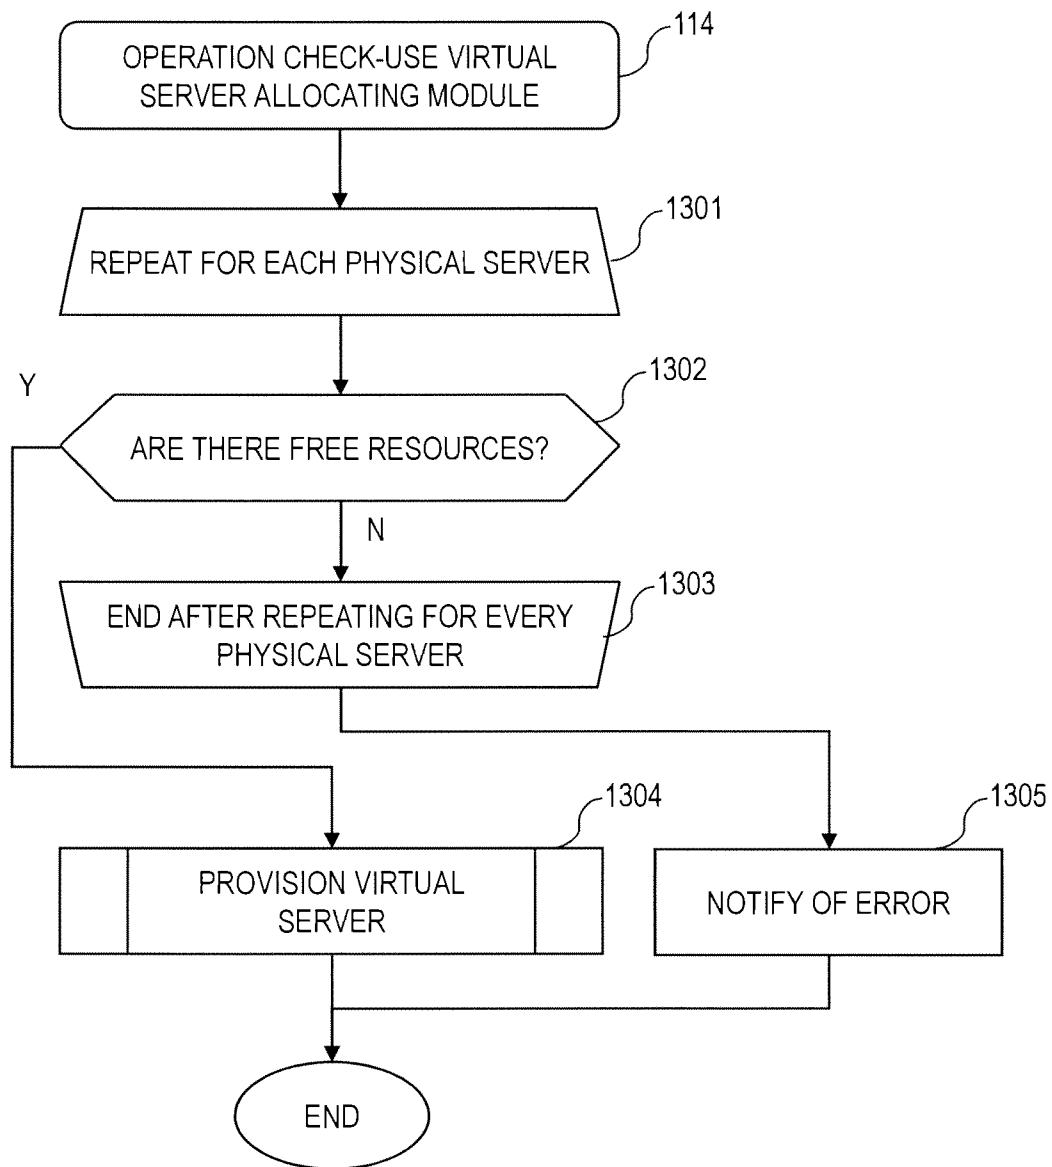 114
OPERATION CHECK-USE VIRTUAL
SERVER ALLOCATING MODULE
1301
REPEAT FOR EACH PHYSICAL SERVER
1302
Y
ARE THERE FREE RESOURCES?
N
1303
END AFTER REPEATING FOR EVERY
PHYSICAL SERVER
1304
1305
PROVISION VIRTUAL
SERVER
NOTIFY OF ERROR
END